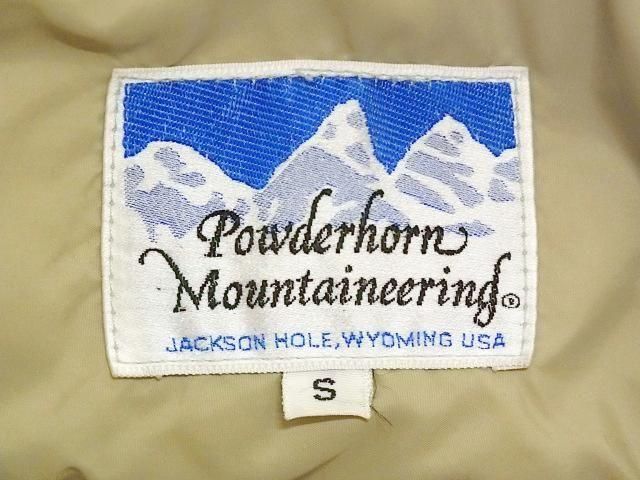 Powderhorn
Mountaineering®
JACKSON HOLE, WYOMING USA
S